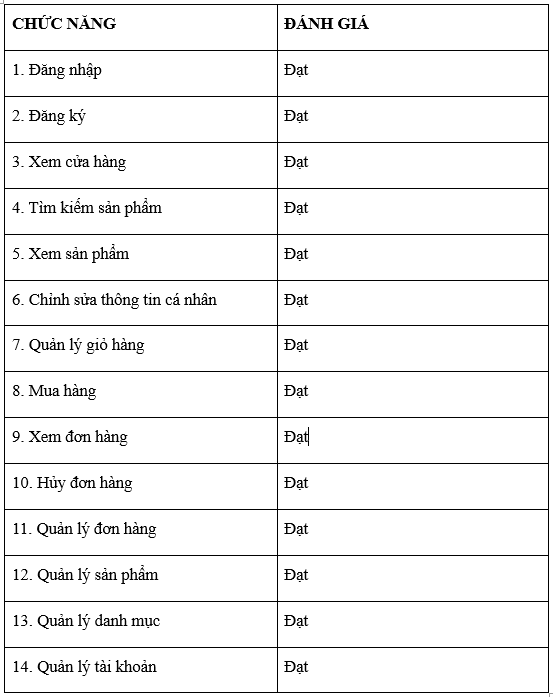 CHỨC NĂNG ĐÁNH GIÁ
1. Đăng nhập Đạt
2. Đăng ký Đạt
3. Xem cửa hàng Đạt
4. Tìm kiếm sản phẩm Đạt
5. Xem sản phẩm Đạt
6. Chỉnh sửa thông tin cá nhân Đạt
7. Quản lý giỏ hàng Đạt
8. Mua hàng Đạt
9. Xem đơn hàng Đạt
10. Hủy đơn hàng Đạt
11. Quản lý đơn hàng Đạt
12. Quản lý sản phẩm Đạt
13. Quản lý danh mục Đạt
14. Quản lý tài khoản Đạt